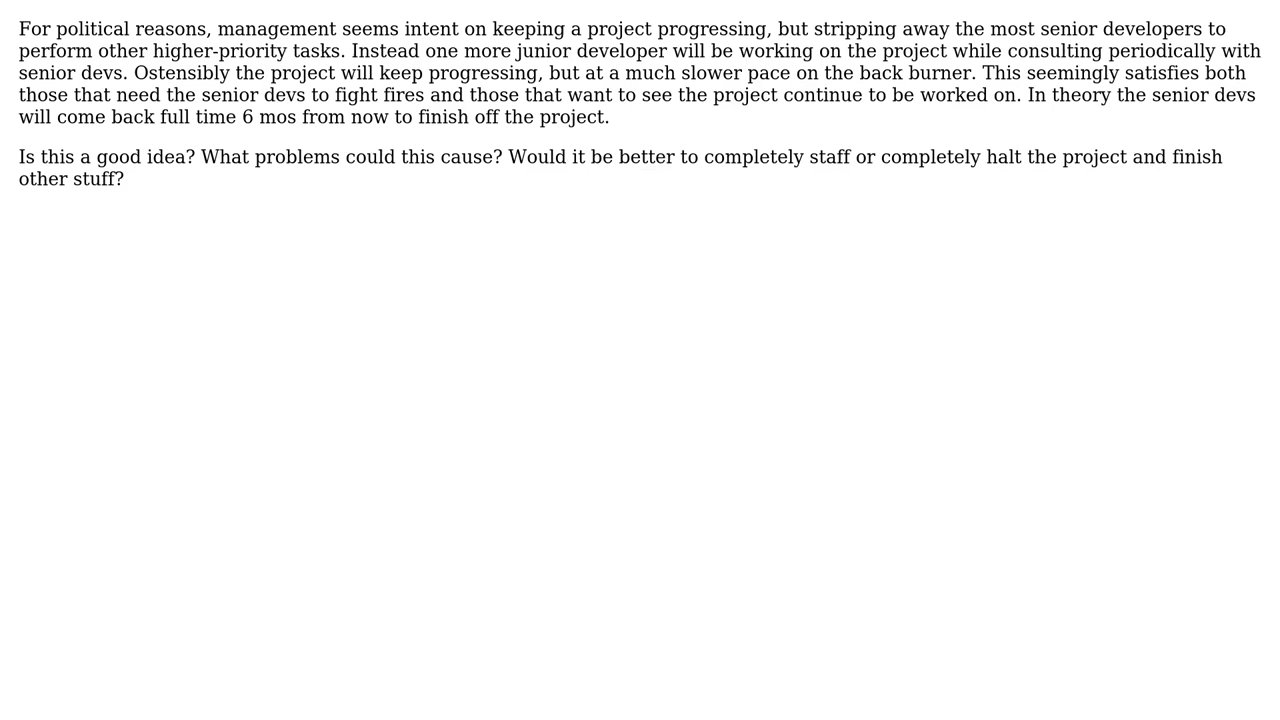 For political reasons, management seems intent on keeping a project progressing, but stripping away the most senior developers to
perform other higher-priority tasks. Instead one more junior developer will be working on the project while consulting periodically with
senior devs. Ostensibly the project will keep progressing, but at a much slower pace on the back burner. This seemingly satisfies both
those that need the senior devs to fight fires and those that want to see the project continue to be worked on. In theory the senior devs
will come back full time 6 mos from now to finish off the project.
Is this a good idea? What problems could this cause? Would it be better to completely staff or completely halt the project and finish
other stuff?